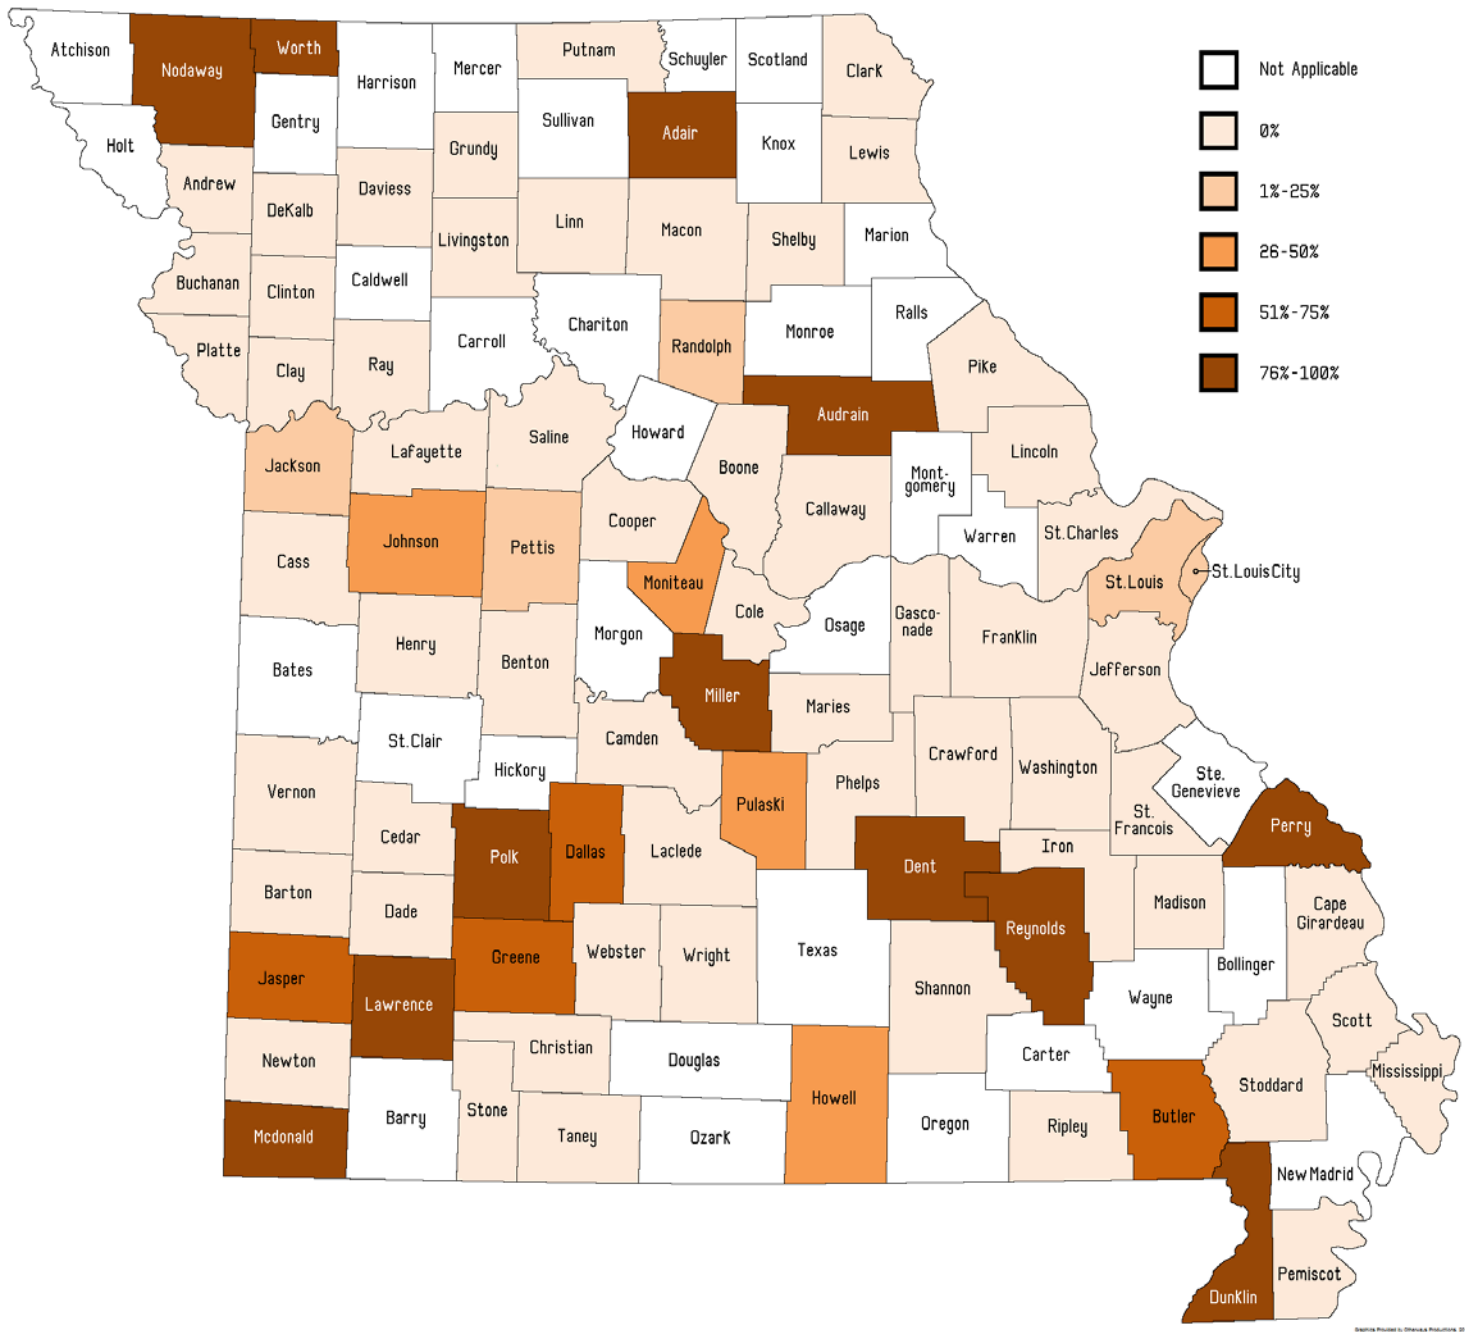 Atchison
Nodaway
Worth
Harrison
Mercer
Putnam
Schuyler
Scotland
Clark
Not Applicable
Holt
Gentry
Grundy
Sullivan
Adair
Knox
Lewis
0%
Andrew
DeKalb
Daviess
Livingston
Linn
Macon
Shelby
Marion
1%-25%
Buchanan
Clinton
Caldwell
Carroll
Chariton
Randolph
Monroe
Ralls
26-50%
Platte
Clay
Ray
Pike
51%-75%
76%-100%
Jackson
LaFayette
Saline
Howard
Boone
Audrain
Mont-
gomery
Lincoln
Cass
Johnson
Pettis
Cooper
Moniteau
Callaway
Warren
St.Charles
St.Louis
St.LouisCity
Bates
Henry
Benton
Morgon
Cole
Osage
Gasco-
nade
Franklin
Jefferson
Vernon
St.Clair
Hickory
Camden
Miller
Maries
Phelps
Crawford
Washington
Ste.
Genevieve
St.
Francois
Perry
Cedar
Polk
Dallas
Laclede
Pulaski
Dent
Iron
Barton
Dade
Reynolds
Madison
Cape
Girardeau
Jasper
Greene
Webster
Wright
Texas
Shannon
Bollinger
Wayne
Lawrence
Scott
Newton
Christian
Douglas
Howell
Carter
Stoddard
Mississippi
Mcdonald
Barry
Stone
Taney
Ozark
Oregon
Ripley
Butler
New Madrid
Dunklin
Pemiscot